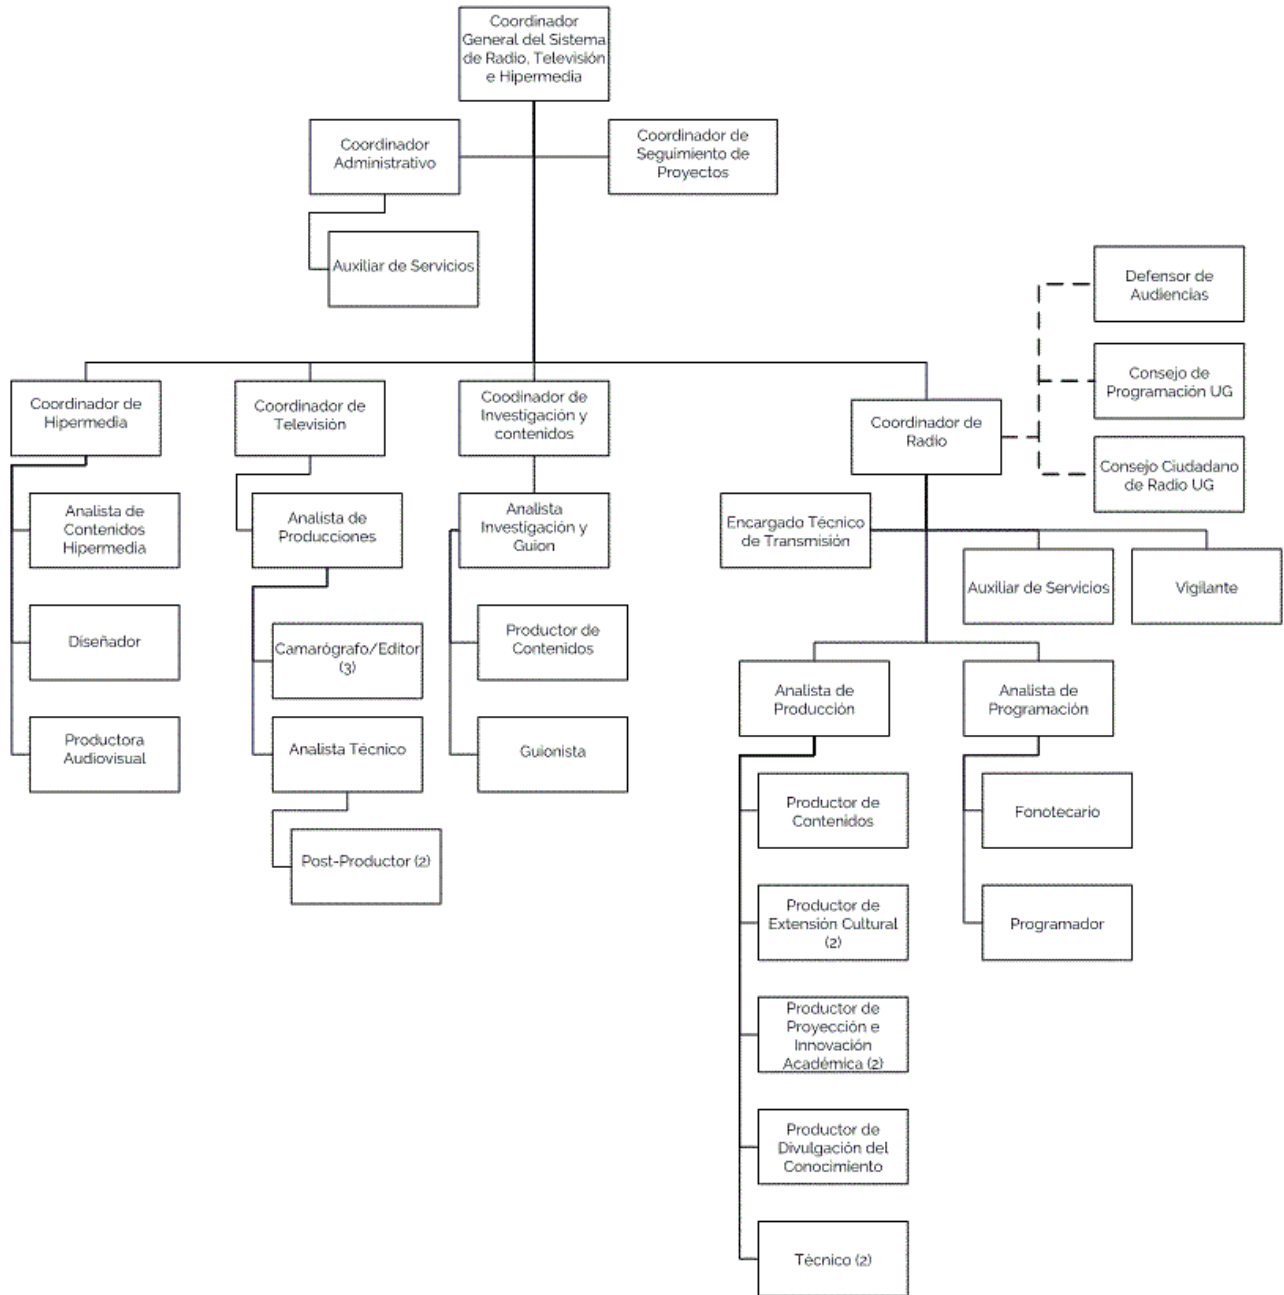 Coordinador
General del Sistema
de Radio, Televisión
e Hipermedia
Coordinador
Administrativo
Coordinador de
Seguimiento de
Proyectos
Auxiliar de Servicios
Defensor de
Audiencias
Consejo de
Programación UG
Consejo Ciudadano
de Radio UG
Coordinador de
Hipermedia
Coordinador de
Televisión
Coodinador de
Investigación y
contenidos
Coordinador de
Radio
Analista de
Contenidos
Hipermedia
Diseñador
Productora
Audiovisual
Analista de
Producciones
Camarógrafo/Editor
(3)
Analista Técnico
Post-Productor (2)
Analista
Investigación y
Guion
Productor de
Contenidos
Guionista
Encargado Técnico
de Transmisión
Auxiliar de Servicios
Vigilante
Analista de
Producción
Analista de
Programación
Productor de
Contenidos
Productor de
Extensión Cultural
(2)
Productor de
Proyección e
Innovación
Académica (2)
Productor de
Divulgación del
Conocimiento
Técnico (2)
Fonotecario
Programador